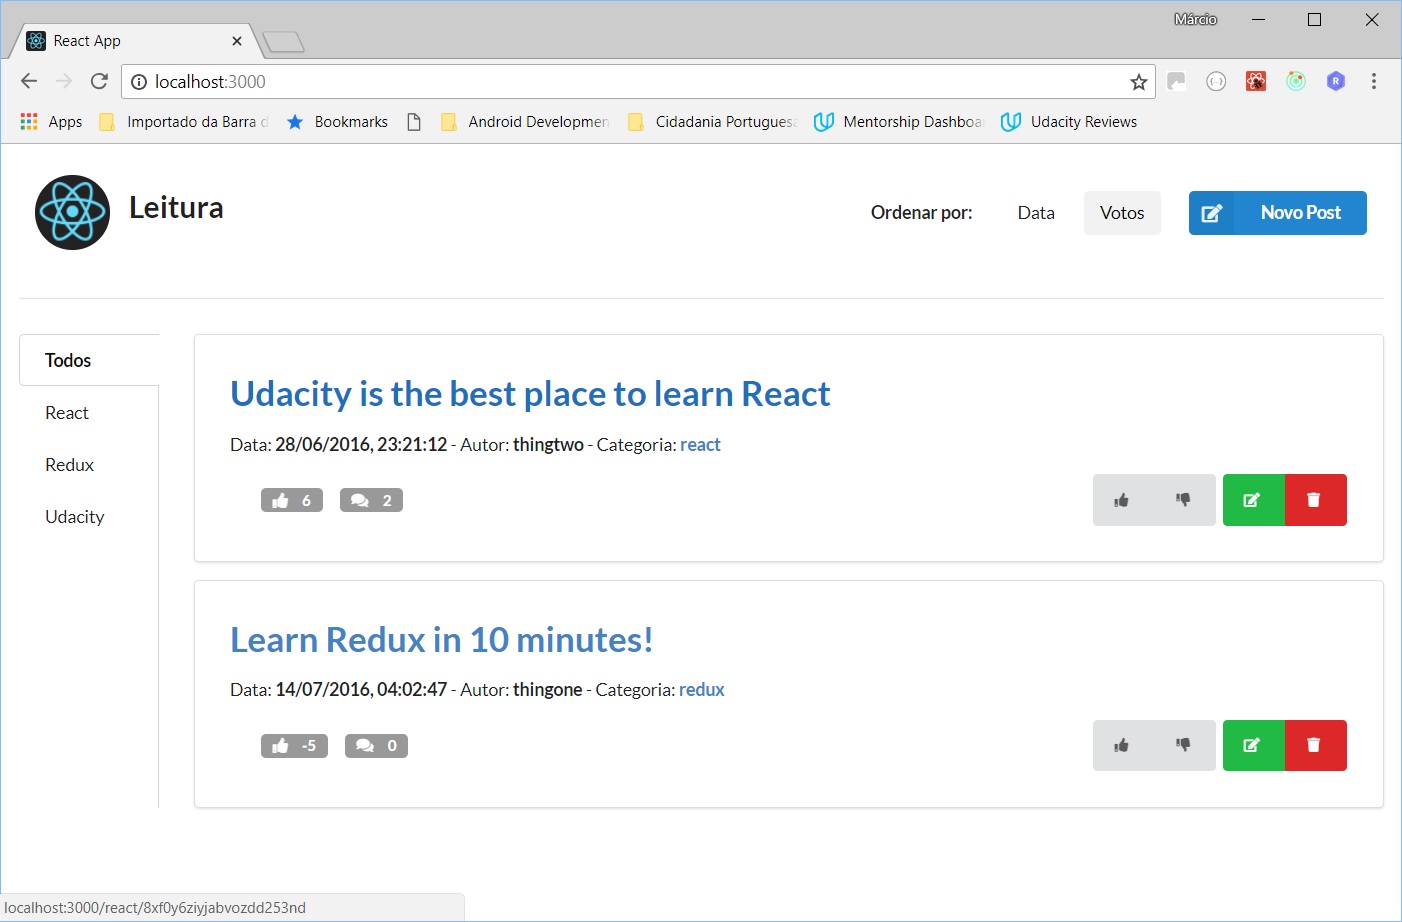 Márcio
React App
localhost:3000
Apps
Importado da Barra d
Bookmarks
Android Developmen
Cidadania Portugues
Mentorship Dashboa
Udacity Reviews
Leitura
Ordenar por: Data Votos Novo Post
Todos
React
Redux
Udacity
Udacity is the best place to learn React
Data: 28/06/2016, 23:21:12 - Autor: thingtwo - Categoria: react
6 2
Learn Redux in 10 minutes!
Data: 14/07/2016, 04:02:47 - Autor: thingone - Categoria: redux
-5 0
localhost:3000/react/8xf0y6ziyjabvozdd253nd